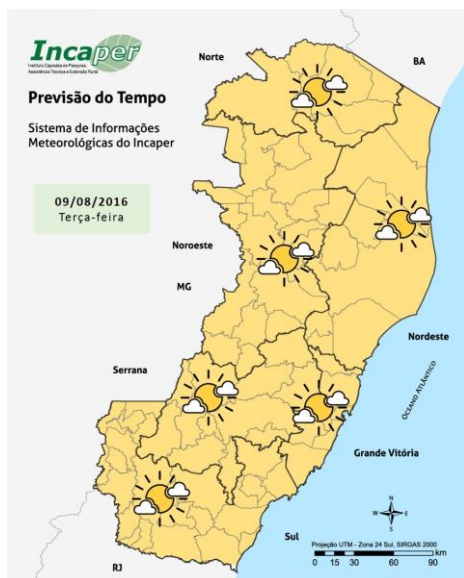 Incaper
Instituto Capixaba de Pesquisa,
Assistência Técnica e Extensão Rural
Previsão do Tempo
Sistema de Informações
Meteorológicas do Incaper
09/08/2016
Terça-feira
Norte
BA
Noroeste
MG
Nordeste
OCEANO ATLÂNTICO
Serrana
Grande Vitória
Sul
RJ
N
W E
S
Projeção UTM - Zona 24 Sul, SIRGAS 2000
0 15 30 60 90
km